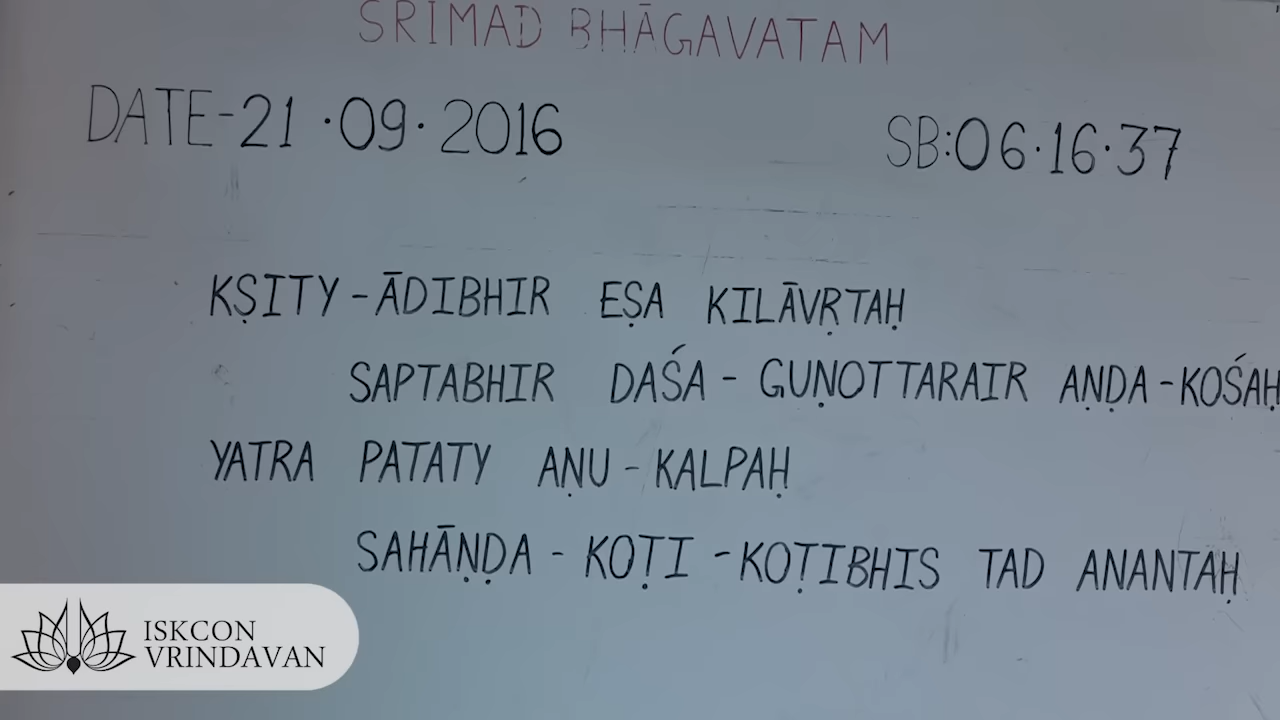 SRIMAD BHĀGAVATAM
DATE-21·09·2016
SB:06·16·37
KṢITY-ĀDIBHIR EṢA KILĀVṚTAḤ
SAPTABHIR DAŚA-GUṆOTTARAIR AṆḌA-KOŚAḤ
YATRA PATATY AṆU-KALPAḤ
SAHĀṆḌA-KOṬI-KOṬIBHIS TAD ANANTAḤ
ISKCON
VRINDAVAN